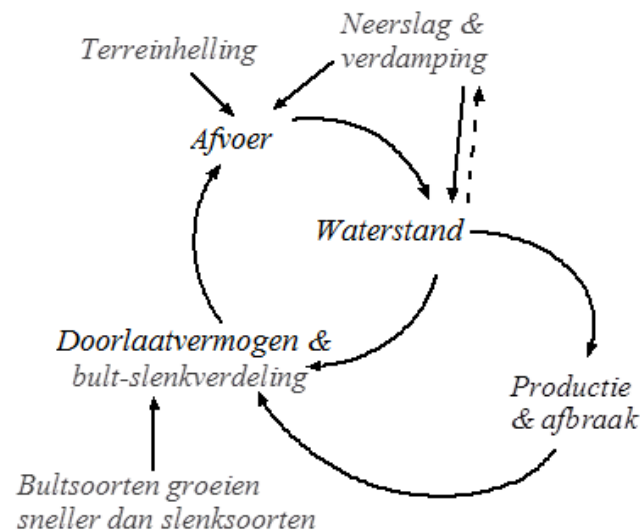 Neerslag &
verdamping
Terreinhelling
Afvoer
Waterstand
Doorlaatvermogen &
bult-slenkverdeling
Productie
& afbraak
Bultsoorten groeien
sneller dan slenksoorten